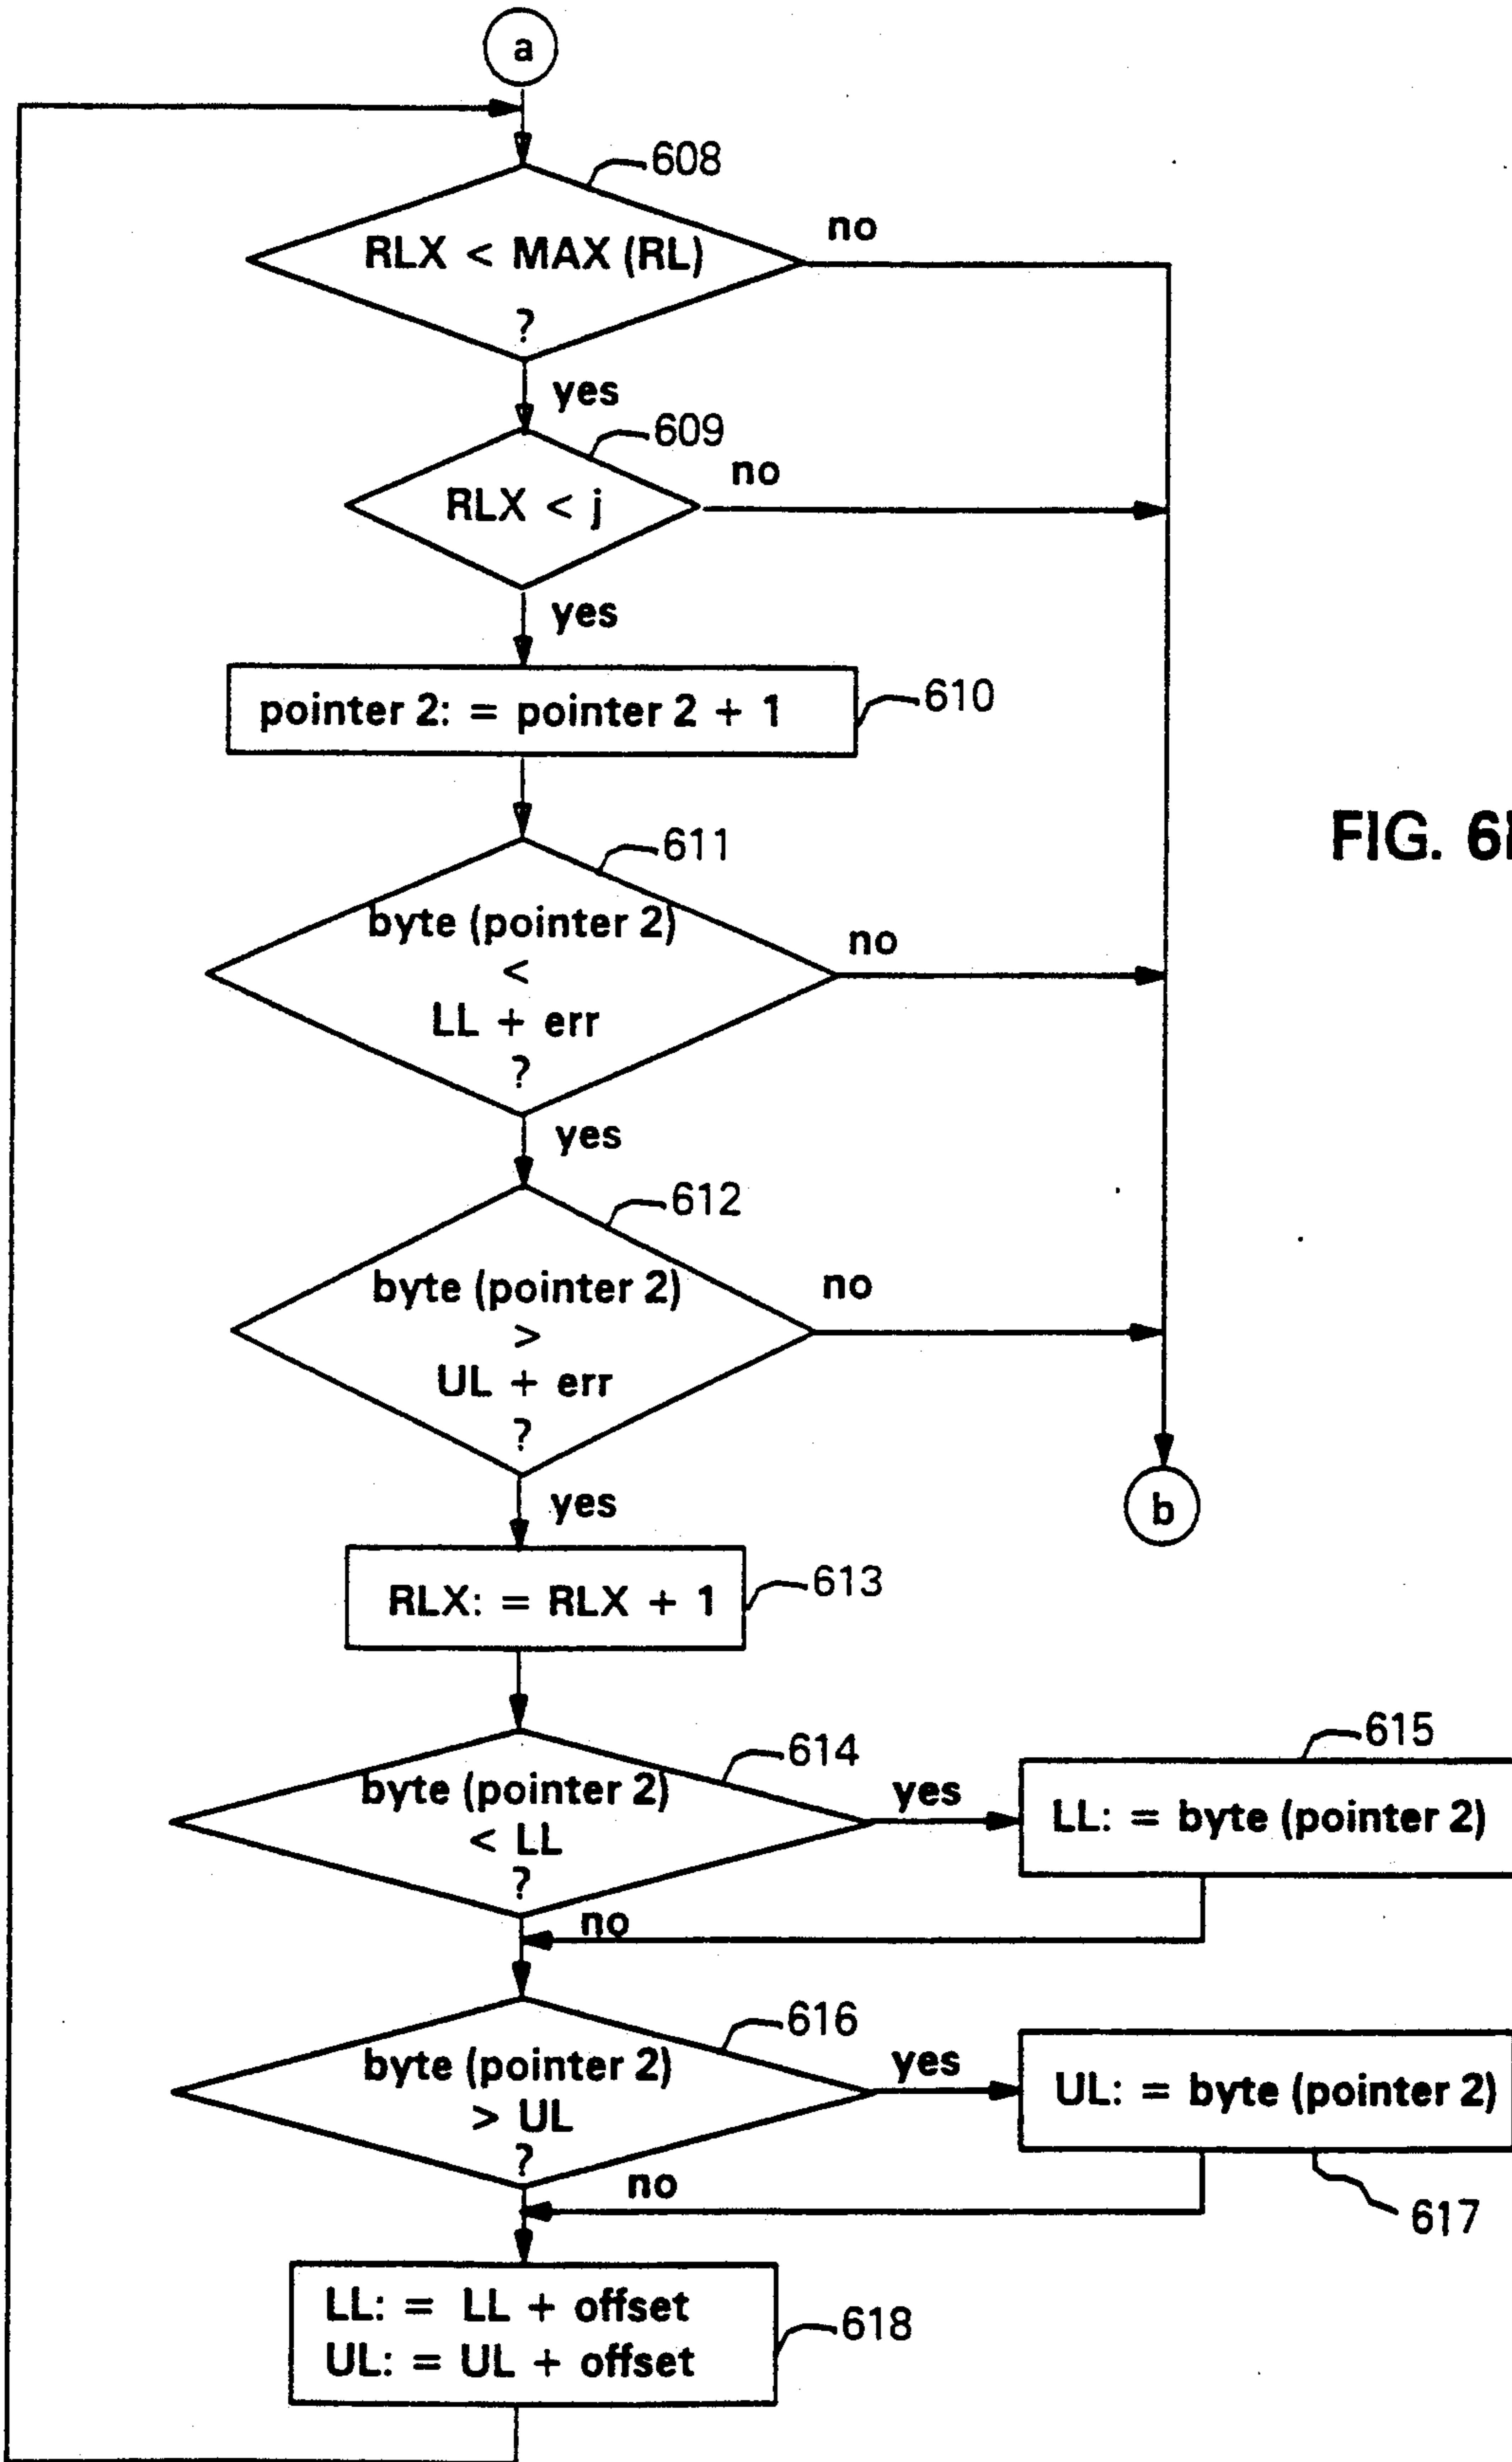 a
608
RLX < MAX (RL)
?
no
yes
609
RLX < j
no
yes
pointer 2: = pointer 2 + 1
610
FIG. 6
611
byte (pointer 2)
<
LL + err
?
no
yes
612
byte (pointer 2)
>
UL + err
?
no
yes
b
RLX: = RLX + 1
613
614
byte (pointer 2)
< LL
?
yes
no
615
LL: = byte (pointer 2)
616
byte (pointer 2)
> UL
?
yes
no
UL: = byte (pointer 2)
617
LL: = LL + offset
UL: = UL + offset
618